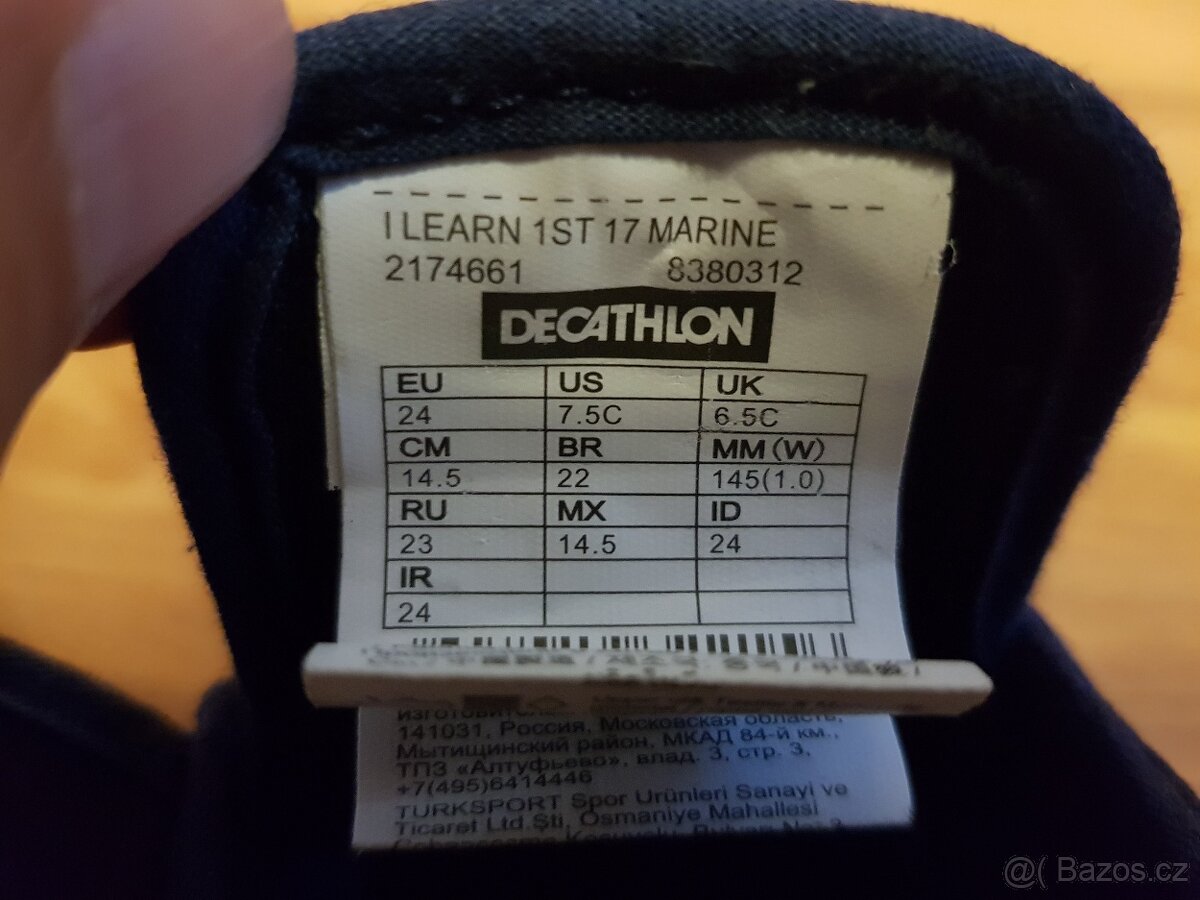 I LEARN 1ST 17 MARINE
2174661 8380312
DECATHLON
EU US UK
24 7.5C 6.5C
CM BR MM (W)
14.5 22 145(1.0)
RU MX ID
23 14.5 24
IR
24
изготовитель
141031, Россия, Московская область,
Мытищинский район, МКАД 84-й км.,
ТПЗ «Алтуфьево», влад. 3, стр. 3,
+7(495)6414446
TURKSPORT Spor Urünleri Sanayi ve
Ticaret Ltd Şti, Osmaniye Mahallesi
@( Bazos.cz